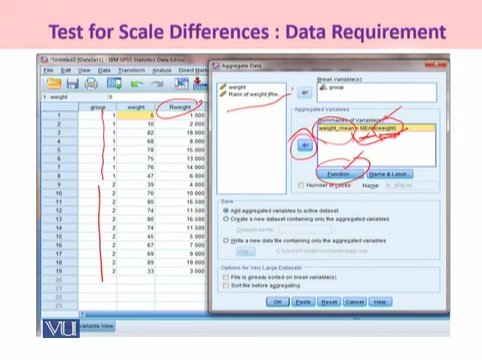 Test for Scale Differences : Data Requirement
*Untitled2 [DataSet1] - IBM SPSS Statistics Data Editor
File Edit View Data Transform Analyze Direct Mar
1 : weight 5
group weight Rweight
1 1 5 1.000
2 1 10 2.000
3 1 82 18.000
4 1 68 8.000
5 1 78 15.000
6 1 75 13.000
7 1 76 14.000
8 1 47 6.000
9 2 39 4.000
10 2 70 10.000
11 2 80 16.500
12 2 74 11.500
13 2 80 16.500
14 2 74 11.500
15 2 45 5.000
16 2 67 7.000
17 2 69 9.000
18 2 89 19.000
19 2 33 3.000
20
21
22
23
Variable View
VU
Aggregate Data
weight
Rank of weight [Rw
Break Variable(s):
group
Aggregated Variables
Summaries of Variable(s):
weight_mean = MEAN(weight)
Function...
Name & Label...
Number of cases
Name:
N_BREAK
Save
Add aggregated variables to active dataset
Create a new dataset containing only the aggregated variables
Dataset name:
Write a new data file containing only the aggregated variables
File...
Options for Very Large Datasets
File is already sorted on break variable(s)
Sort file before aggregating
OK Paste Reset Cancel Help